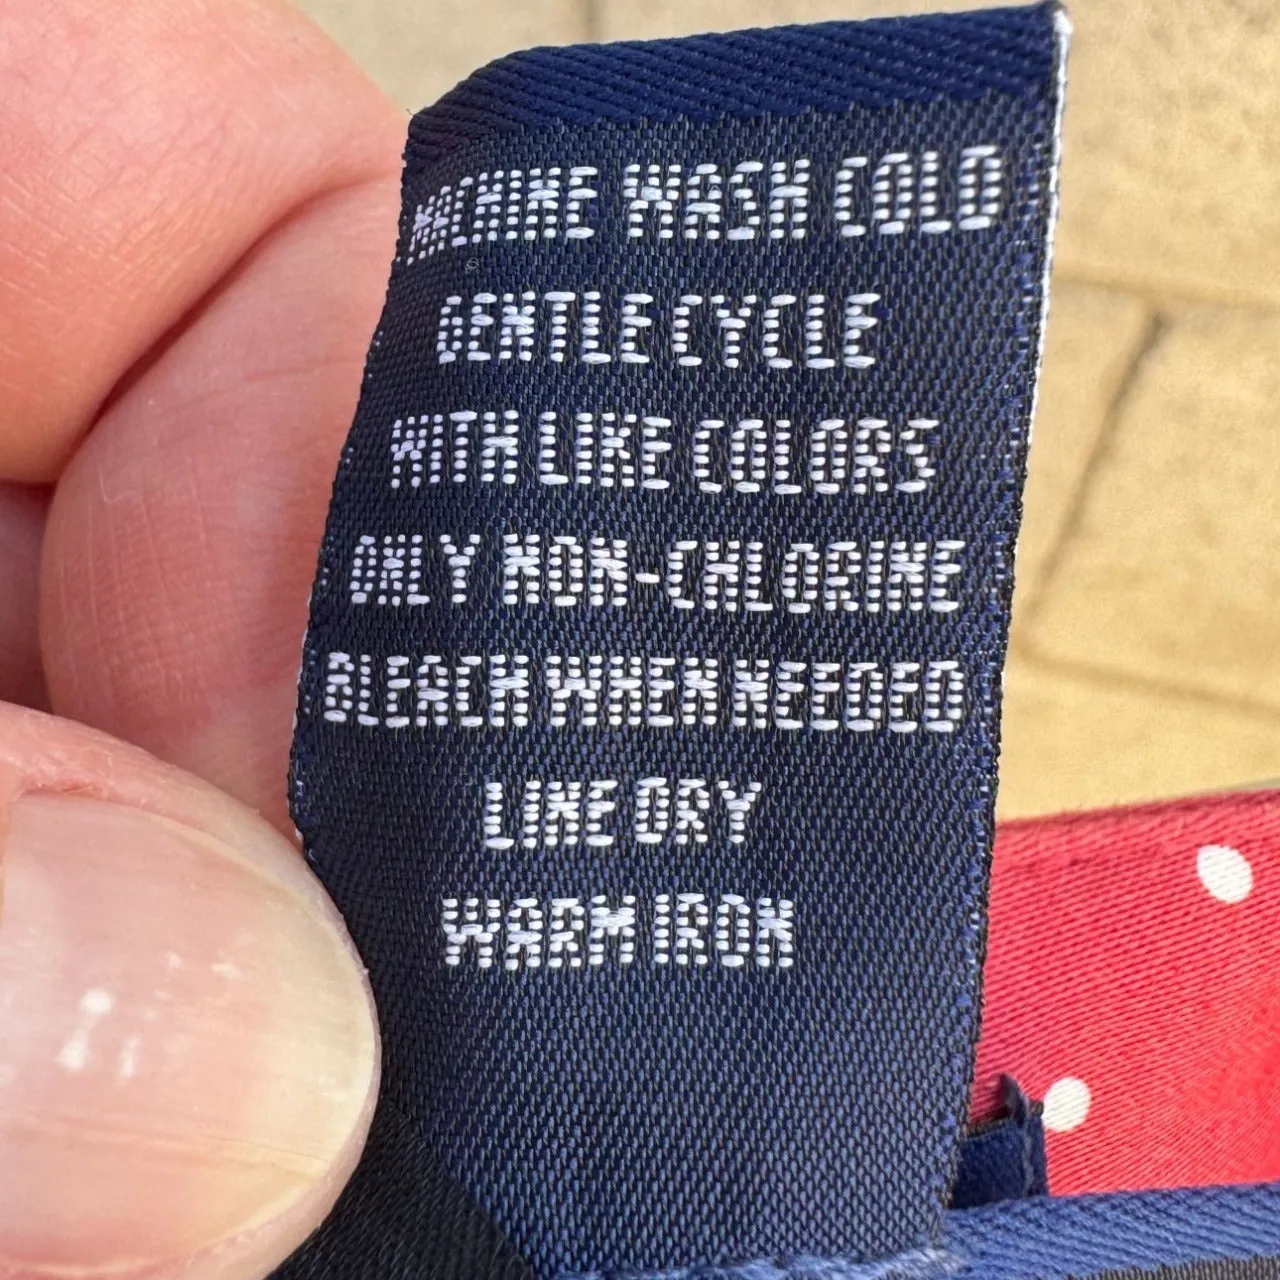 MACHINE WASH COLD
GENTLE CYCLE
WITH LIKE COLORS
ONLY NON-CHLORINE
BLEACH WHEN NEEDED
LINE DRY
WARM IRON